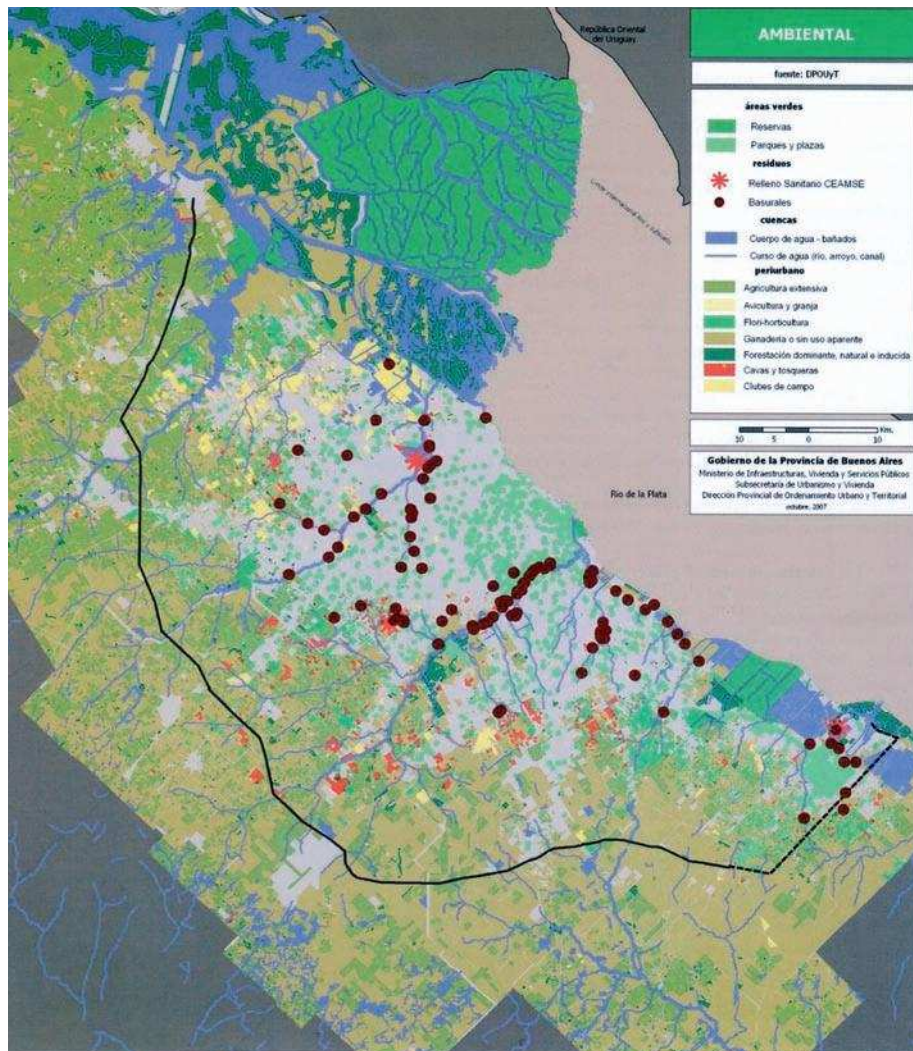 República Oriental
del Uruguay
AMBIENTAL
fuente: DPOUyT
áreas verdes
Reservas
Parques y plazas
residuos
Relleno Sanitario CEAMSE
Basurales
cuencas
Cuerpo de agua - bañados
Curso de agua (río, arroyo, canal)
periurbano
Agricultura extensiva
Avicultura y granja
Flori-horticultura
Ganadería o sin uso aparente
Forestación dominante, natural e inducida
Cavas y tosqueras
Clubes de campo
Km.
10 5 0 10
Gobierno de la Provincia de Buenos Aires
Ministerio de Infraestructuras, Vivienda y Servicios Públicos
Subsecretaría de Urbanismo y Vivienda
Dirección Provincial de Ordenamiento Urbano y Territorial
octubre, 2007
Río de la Plata